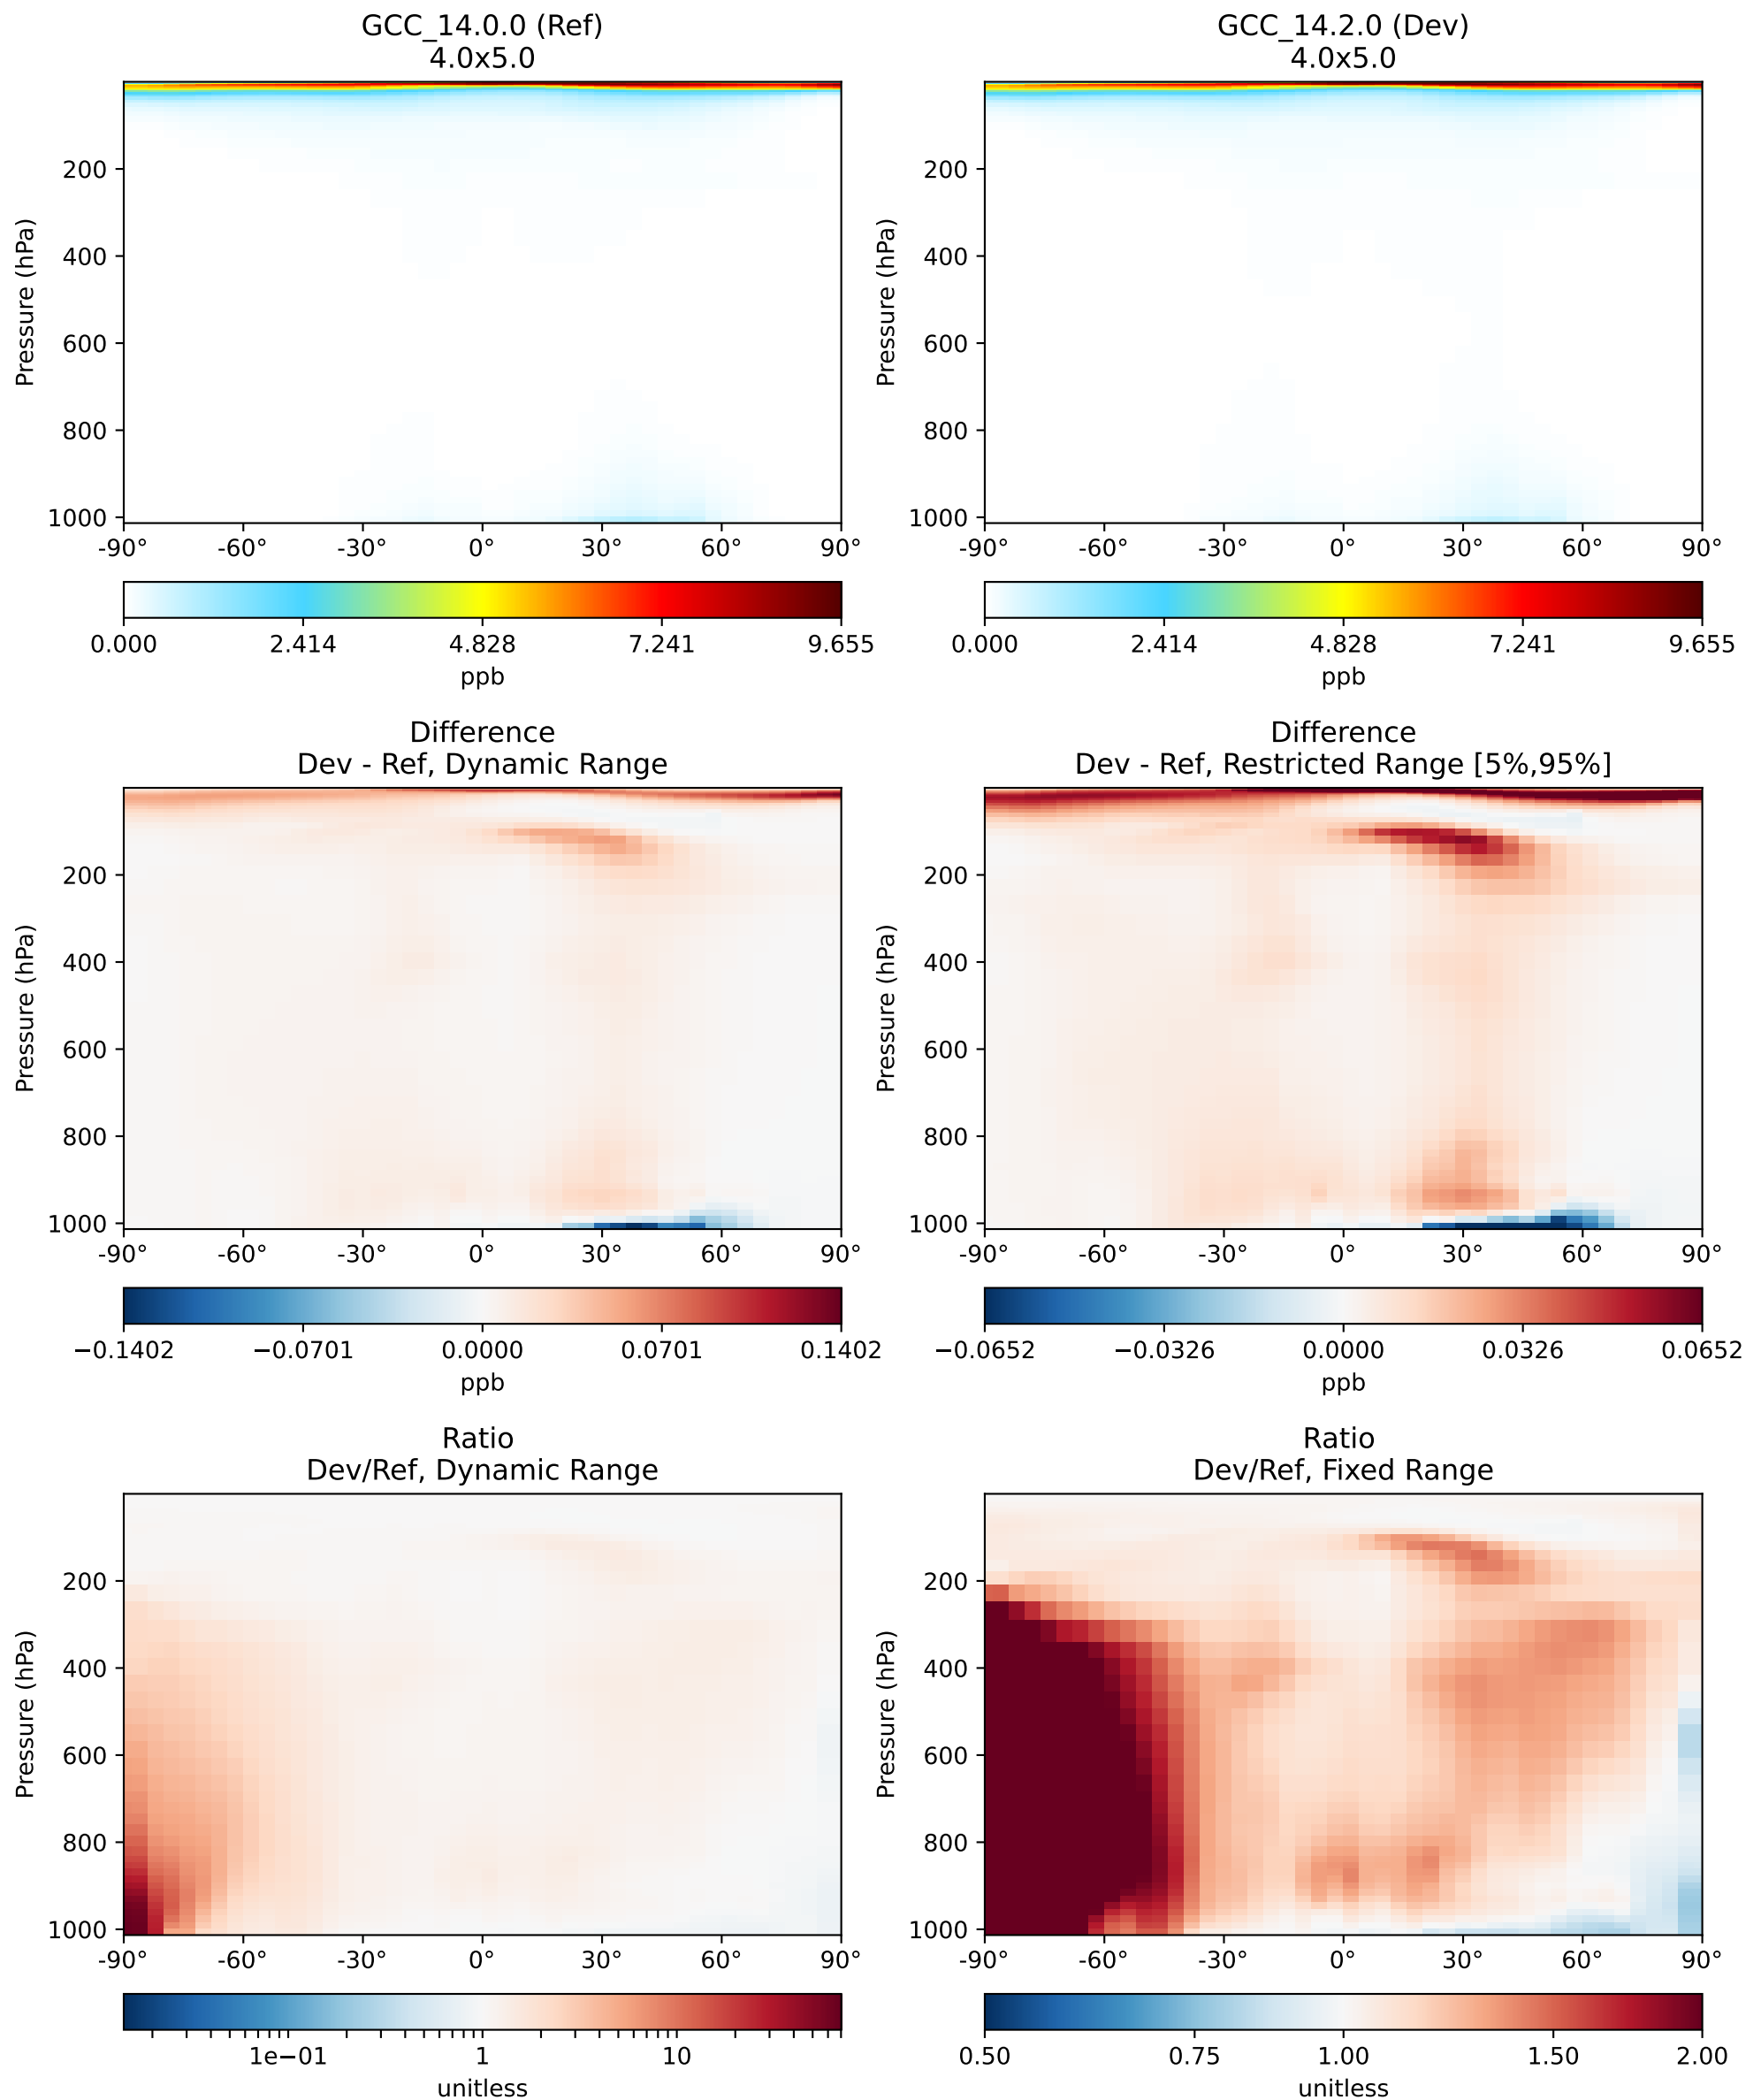 GCC_14.0.0 (Ref)
4.0x5.0
GCC_14.2.0 (Dev)
4.0x5.0
Pressure (hPa)
200
400
600
800
1000
-90° -60° -30° 0° 30° 60° 90°
0.000 2.414 4.828 7.241 9.655
ppb
Pressure (hPa)
200
400
600
800
1000
-90° -60° -30° 0° 30° 60° 90°
0.000 2.414 4.828 7.241 9.655
ppb
Difference
Dev - Ref, Dynamic Range
Pressure (hPa)
200
400
600
800
1000
-90° -60° -30° 0° 30° 60° 90°
−0.1402 −0.0701 0.0000 0.0701 0.1402
ppb
Difference
Dev - Ref, Restricted Range [5%,95%]
Pressure (hPa)
200
400
600
800
1000
-90° -60° -30° 0° 30° 60° 90°
−0.0652 −0.0326 0.0000 0.0326 0.0652
ppb
Ratio
Dev/Ref, Dynamic Range
Pressure (hPa)
200
400
600
800
1000
-90° -60° -30° 0° 30° 60° 90°
1e−01 1 10
unitless
Ratio
Dev/Ref, Fixed Range
Pressure (hPa)
200
400
600
800
1000
-90° -60° -30° 0° 30° 60° 90°
0.50 0.75 1.00 1.50 2.00
unitless